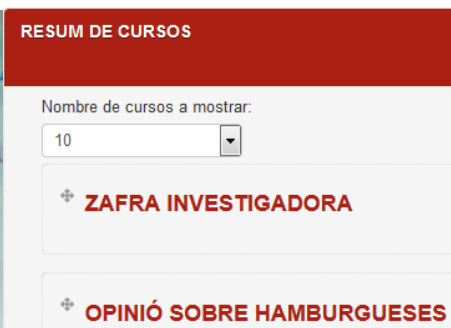 RESUM DE CURSOS
Nombre de cursos a mostrar:
10
ZAFRA INVESTIGADORA
OPINIÓ SOBRE HAMBURGUESES